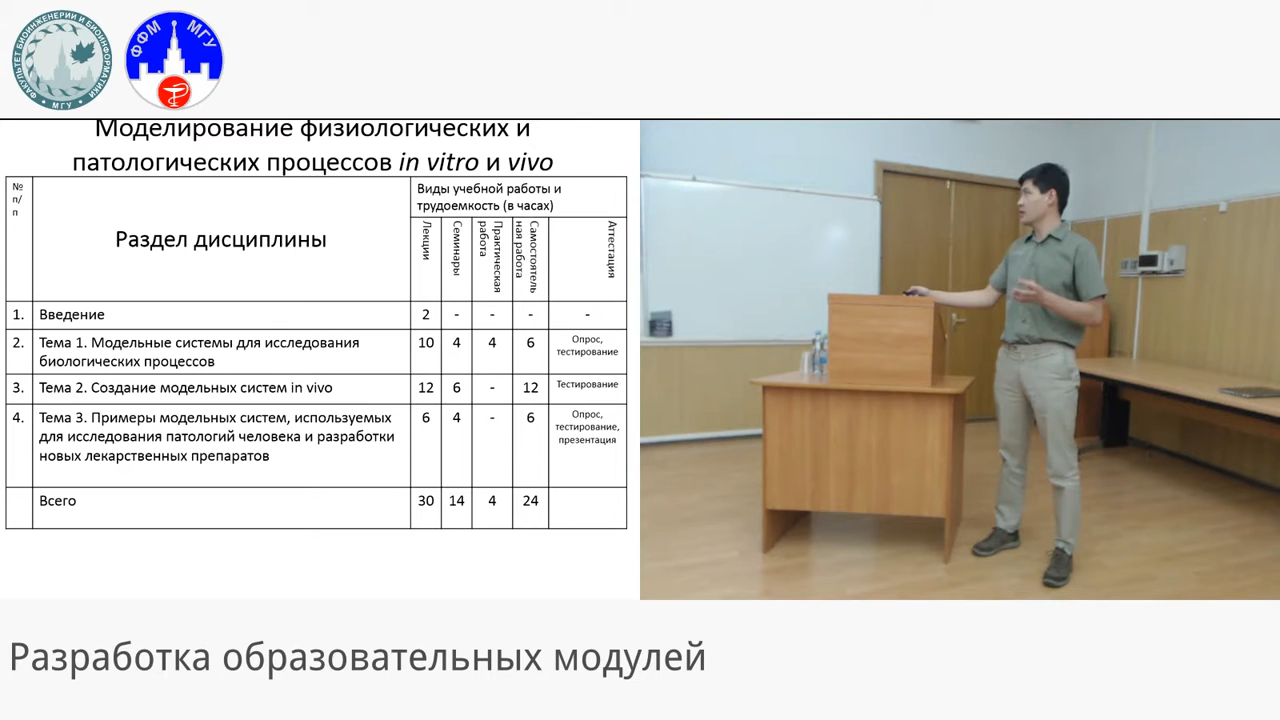 ФАКУЛЬТЕТ БИОИНЖЕНЕРИИ И БИОИНФОРМАТИКИ
• МГУ •
ФФМ МГУ
Моделирование физиологических и
патологических процессов in vitro и vivo
№
п/
п
Раздел дисциплины
Виды учебной работы и
трудоемкость (в часах)
Лекции
Семинары
Практическая
работа
Самостоятель
ная работа
Аттестация
1. Введение 2 - - - -
2. Тема 1. Модельные системы для исследования
биологических процессов
10 4 4 6
Опрос,
тестирование
3. Тема 2. Создание модельных систем in vivo 12 6 - 12 Тестирование
4. Тема 3. Примеры модельных систем, используемых
для исследования патологий человека и разработки
новых лекарственных препаратов
6 4 - 6
Опрос,
тестирование,
презентация
Всего 30 14 4 24
Разработка образовательных модулей